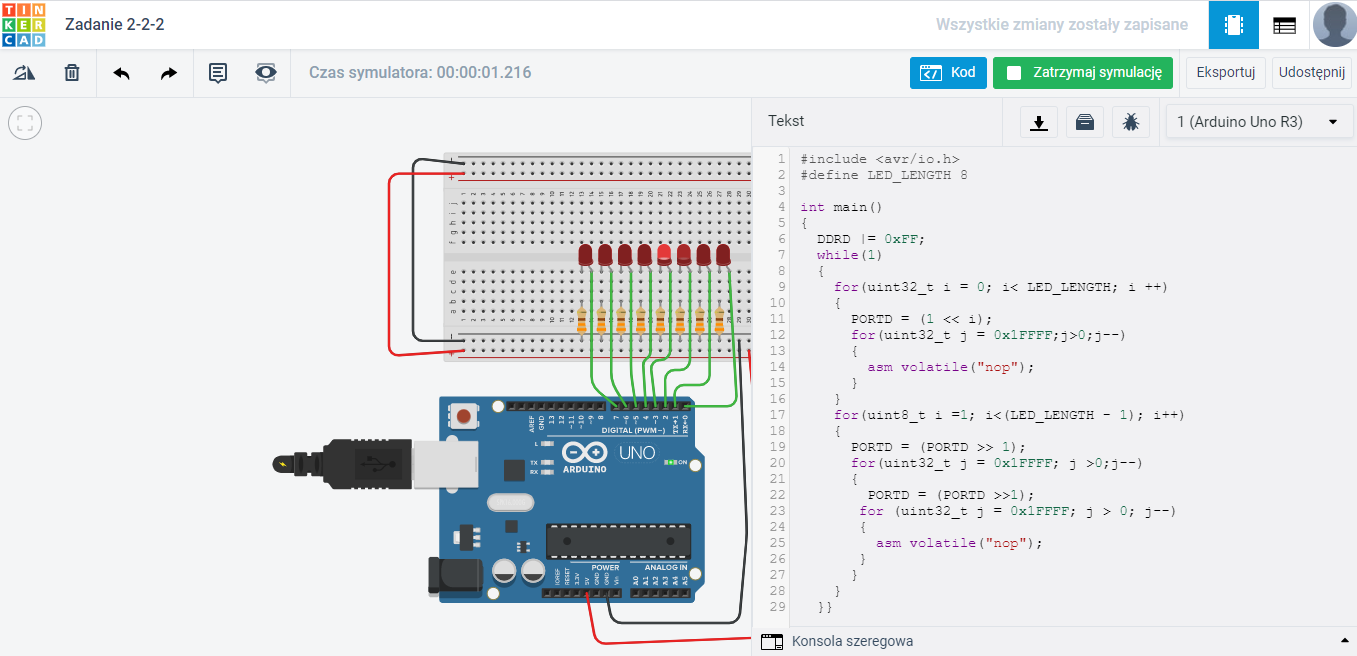 TIN
KER
CAD
Zadanie 2-2-2
Wszystkie zmiany zostały zapisane
Czas symulatora: 00:00:01.216
Kod
Zatrzymaj symulację
Eksportuj
Udostępnij
Tekst
1 (Arduino Uno R3)
1 #include <avr/io.h>
2 #define LED_LENGTH 8
3
4 int main()
5 {
6 DDRD |= 0xFF;
7 while(1)
8 {
9 for(uint32_t i = 0; i< LED_LENGTH; i ++)
10 {
11 PORTD = (1 << i);
12 for(uint32_t j = 0x1FFFF;j>0;j--)
13 {
14 asm volatile("nop");
15 }
16 }
17 for(uint8_t i =1; i<(LED_LENGTH - 1); i++)
18 {
19 PORTD = (PORTD >> 1);
20 for(uint32_t j = 0x1FFFF; j >0;j--)
21 {
22 PORTD = (PORTD >>1);
23 for (uint32_t j = 0x1FFFF; j > 0; j--)
24 {
25 asm volatile("nop");
26 }
27 }
28 }
29 }}
Konsola szeregowa
AREF
GND
13
12
~11
~10
~9
8
7
~6
~5
4
~3
2
TX→1
RX←0
DIGITAL (PWM~)
L
TX
RX
ARDUINO
UNO
ON
POWER
ANALOG IN
IOREF
RESET
3.3V
5V
GND
GND
Vin
A0
A1
A2
A3
A4
A5